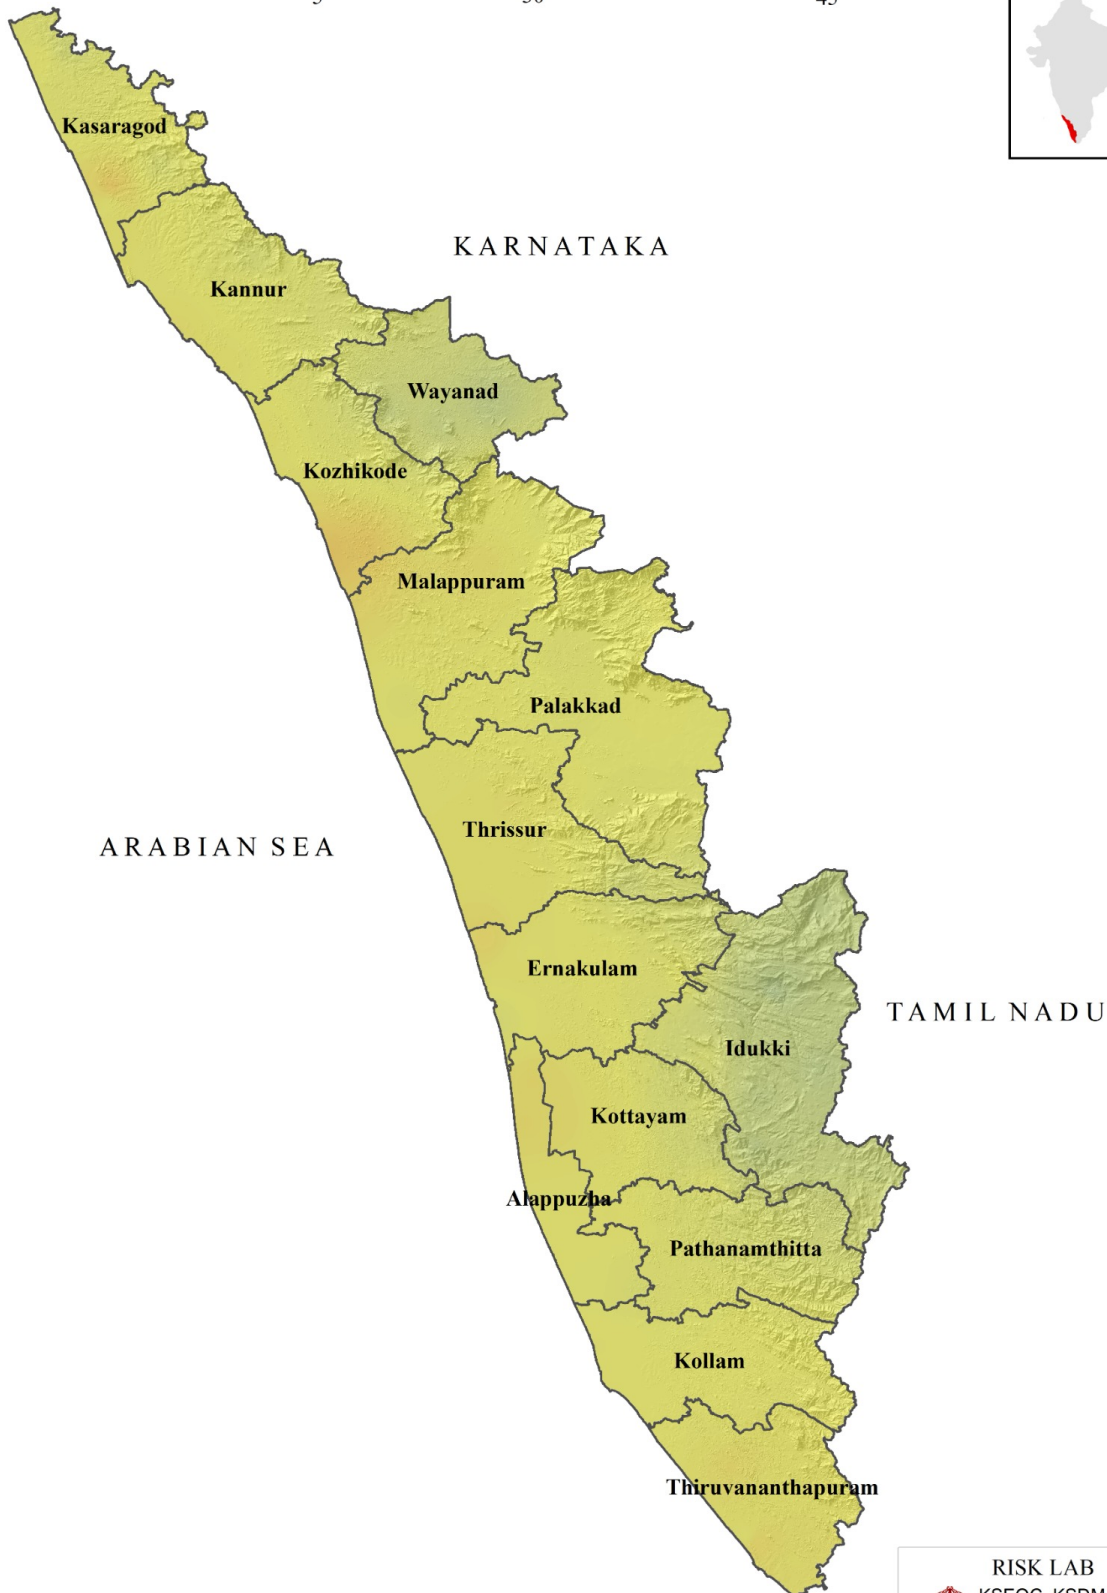 Kasaragod
KARNATAKA
Kannur
Wayanad
Kozhikode
Malappuram
Palakkad
Thrissur
ARABIAN SEA
Ernakulam
TAMIL NADU
Idukki
Kottayam
Alappuzha
Pathanamthitta
Kollam
Thiruvananthapuram
RISK LAB